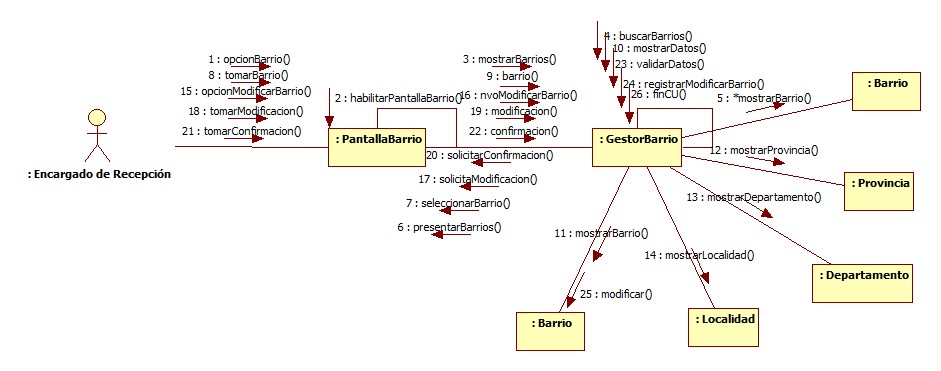 4 : buscarBarrios()
10 : mostrarDatos()
1 : opcionBarrio()
3 : mostrarBarrios()
23 : validarDatos()
8 : tomarBarrio()
9 : barrio()
24 : registrarModificarBarrio()
: Barrio
15 : opcionModificarBarrio()
2 : habilitarPantallaBarrio()
16 : nvoModificarBarrio()
26 : finCU()
5 : *mostrarBarrio()
18 : tomarModificacion()
19 : modificacion()
21 : tomarConfirmacion()
22 : confirmacion()
: PantallaBarrio
: GestorBarrio
12 : mostrarProvincia()
20 : solicitarConfirmacion()
: Encargado de Recepción
17 : solicitaModificacion()
: Provincia
7 : seleccionarBarrio()
13 : mostrarDepartamento()
6 : presentarBarrios()
11 : mostrarBarrio()
14 : mostrarLocalidad()
: Departamento
25 : modificar()
: Barrio
: Localidad